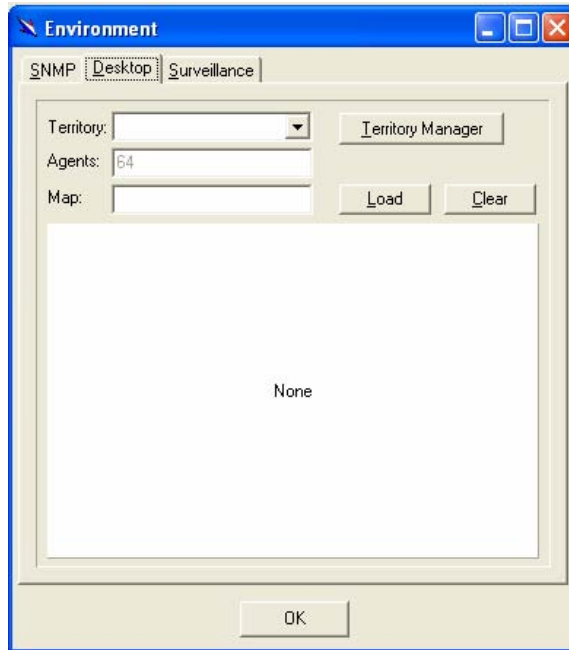 Environment
SNMP Desktop Surveillance
Territory: Territory Manager
Agents: 64
Map: Load Clear
None
OK